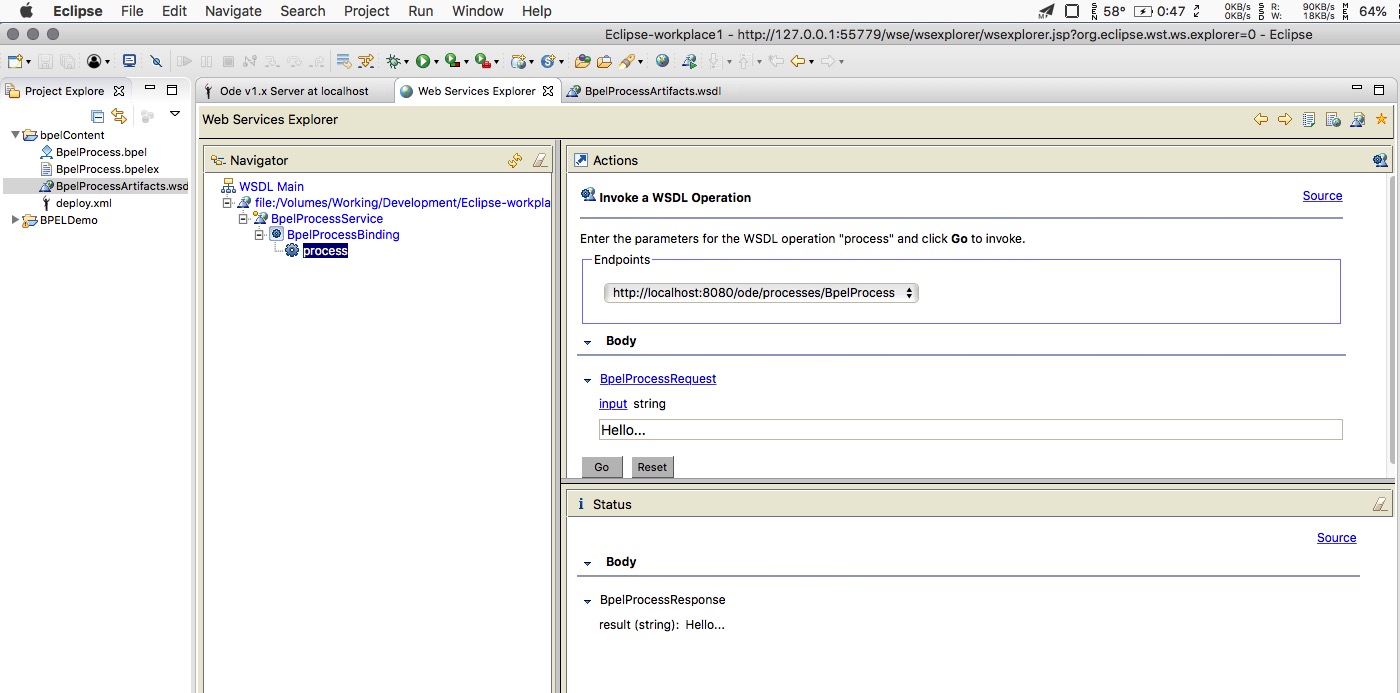 Eclipse File Edit Navigate Search Project Run Window Help SEN 58° 0:47 0KB/s 0KB/s SSD R: W: 90KB/s 18KB/s MEM 64%
Eclipse-workplace1 - http://127.0.0.1:55779/wse/wsexplorer/wsexplorer.jsp?org.eclipse.wst.ws.explorer=0 - Eclipse
Project Explore
Ode v1.x Server at localhost Web Services Explorer BpelProcessArtifacts.wsdl
bpelContent
BpelProcess.bpel
BpelProcess.bpelex
BpelProcessArtifacts.wsd
deploy.xml
BPELDemo
Web Services Explorer
Navigator
WSDL Main
file:/Volumes/Working/Development/Eclipse-workpla
BpelProcessService
BpelProcessBinding
process
Actions
Invoke a WSDL Operation Source
Enter the parameters for the WSDL operation "process" and click Go to invoke.
Endpoints
http://localhost:8080/ode/processes/BpelProcess
Body
BpelProcessRequest
input string
Hello...
Go Reset
i Status
Source
Body
BpelProcessResponse
result (string): Hello...